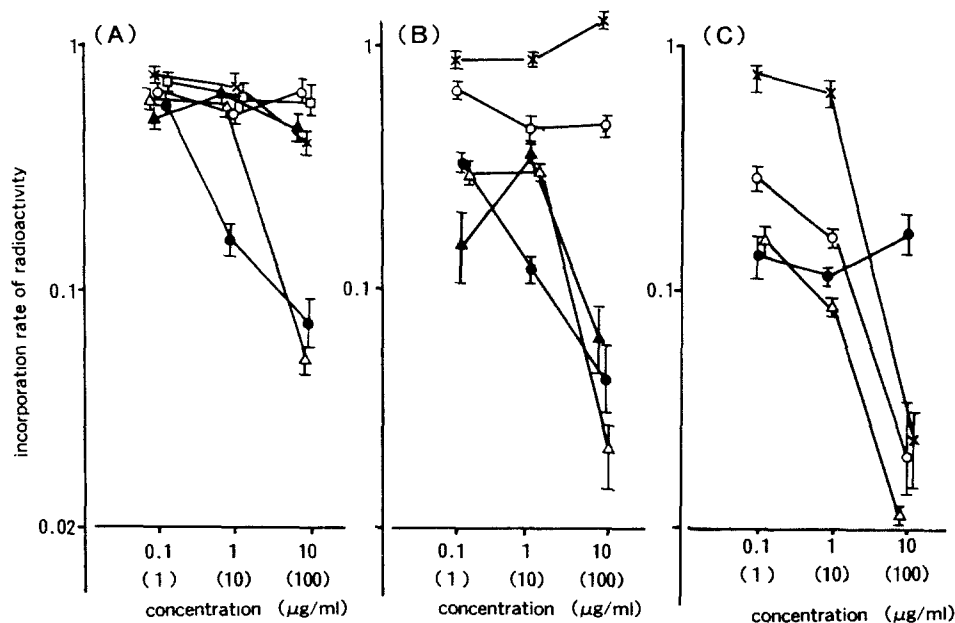 (A) (B) (C)
incorporation rate of radioactivity
1 1 1
0.1 0.1 0.1
0.02
0.1 1 10 0.1 1 10 0.1 1 10
(1) (10) (100) (1) (10) (100) (1) (10) (100)
concentration (μg/ml) concentration (μg/ml) concentration (μg/ml)